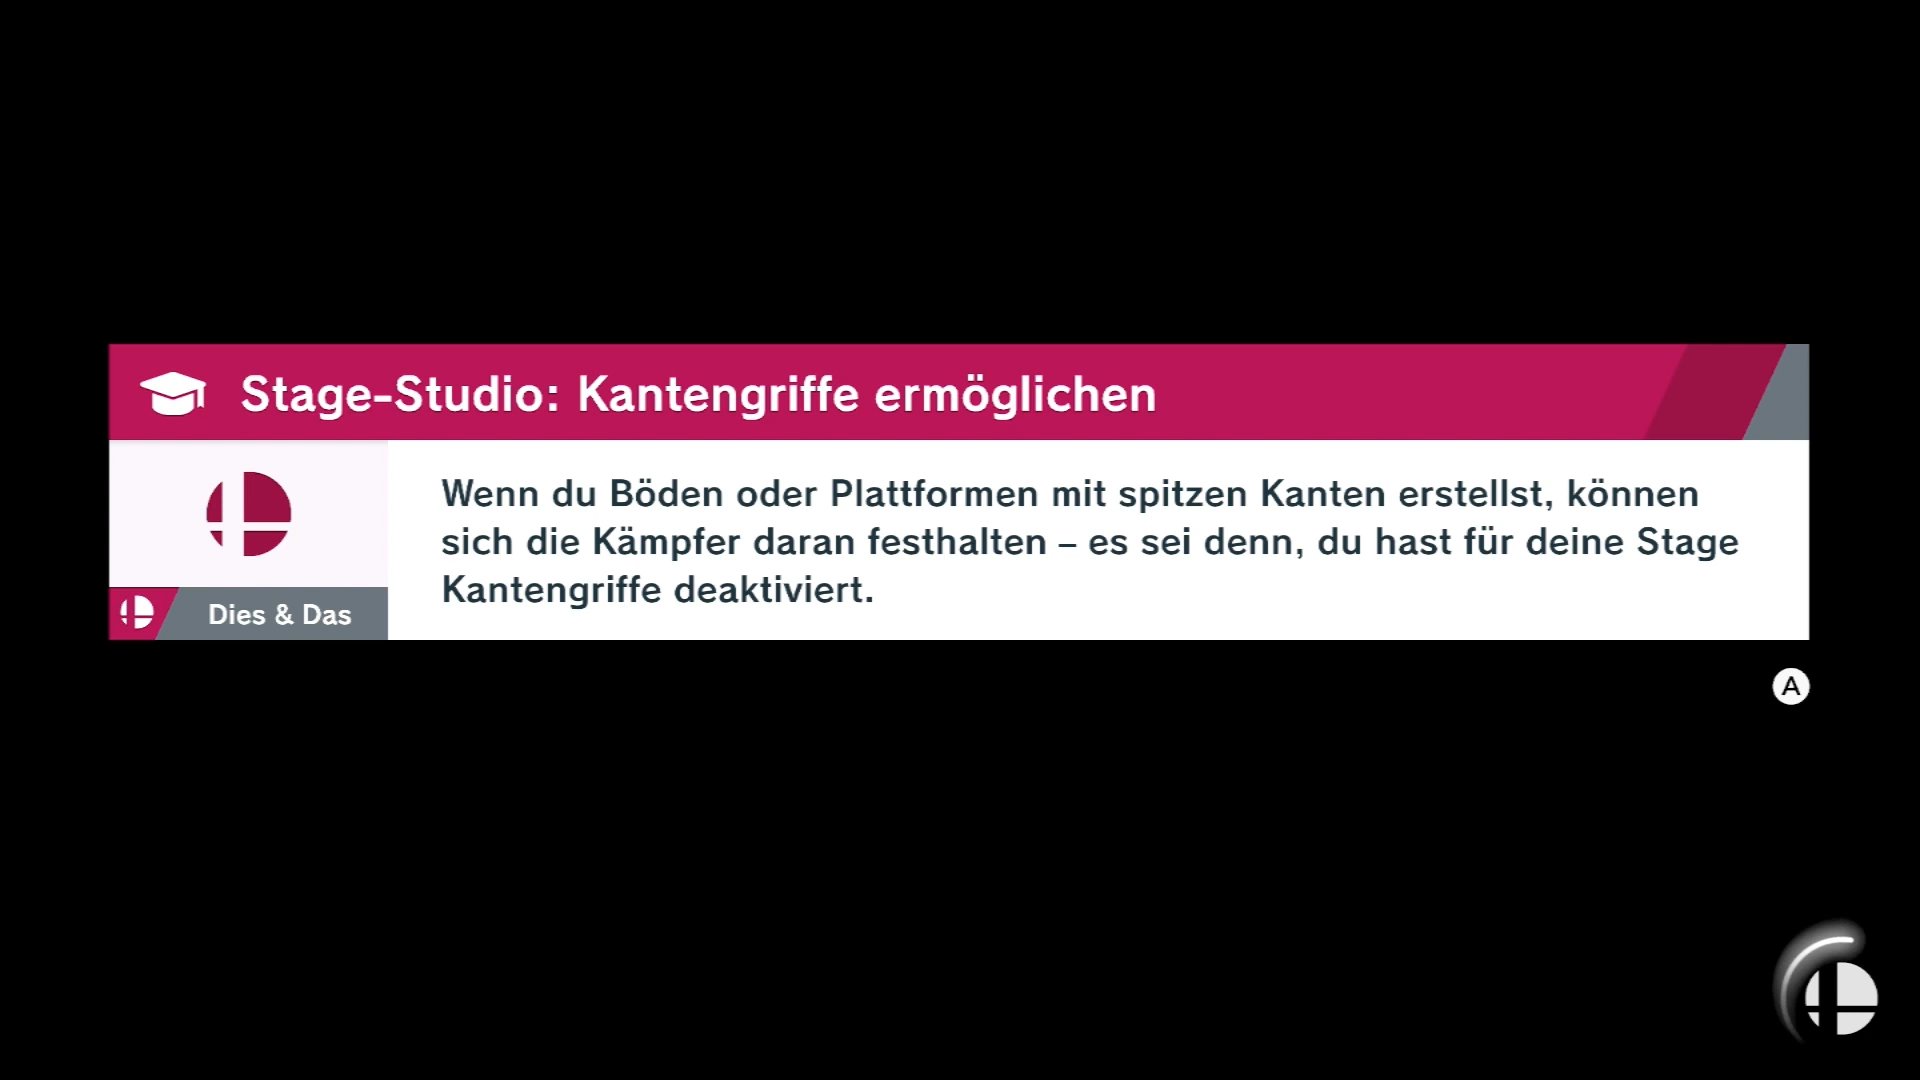 Stage-Studio: Kantengriffe ermöglichen
Wenn du Böden oder Plattformen mit spitzen Kanten erstellst, können
sich die Kämpfer daran festhalten – es sei denn, du hast für deine Stage
Kantengriffe deaktiviert.
Dies & Das
A